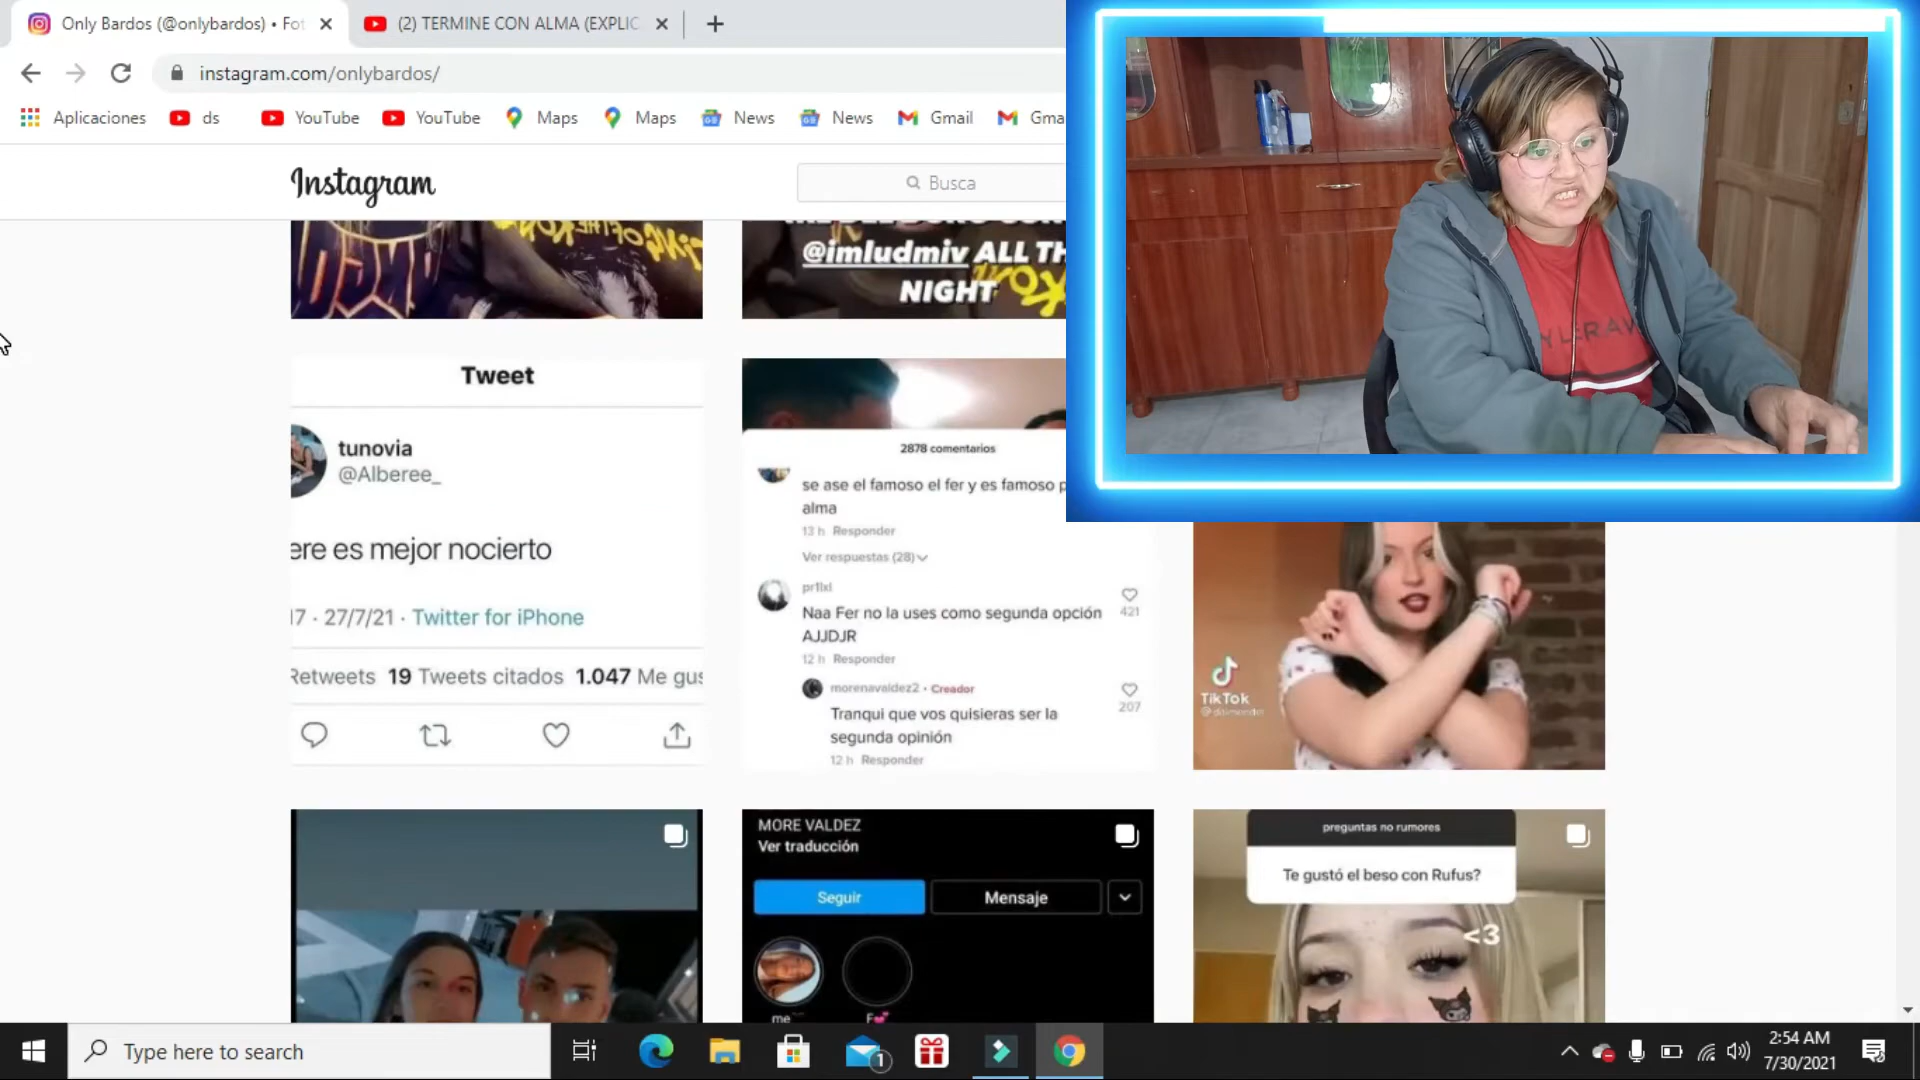 Only Bardos (@onlybardos) • Fot
(2) TERMINE CON ALMA (EXPLIC
instagram.com/onlybardos/
Aplicaciones
ds
YouTube
YouTube
Maps
Maps
News
News
Gmail
Gma
Instagram
Busca
@imludmiv ALL TH
NIGHT
Tweet
tunovia
@Alberee_
ere es mejor nocierto
17 · 27/7/21 · Twitter for iPhone
Retweets 19 Tweets citados 1.047 Me gus
2878 comentarios
se ase el famoso el fer y es famoso p
alma
13 h Responder
Ver respuestas (28)
pr1lxl
Naa Fer no la uses como segunda opción
AJJDJR
421
12 h Responder
morenavaldez2 • Creador
Tranqui que vos quisieras ser la
segunda opinión
207
12 h Responder
TikTok
MORE VALDEZ
Ver traducción
Seguir
Mensaje
me
F
preguntas no rumores
Te gustó el beso con Rufus?
<3
Type here to search
1
2:54 AM
7/30/2021